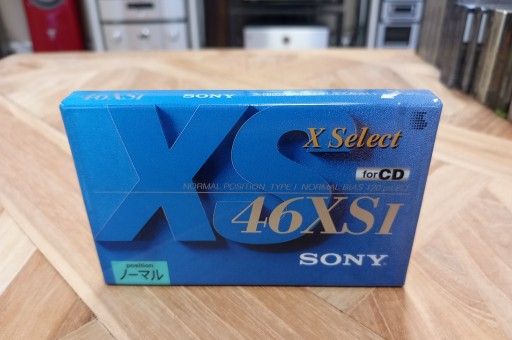 46XSI SONY
XS
X Select
for CD
NORMAL POSITION TYPE I NORMAL BIAS 120 µs EQ
46XSI
SONY
position
ノーマル